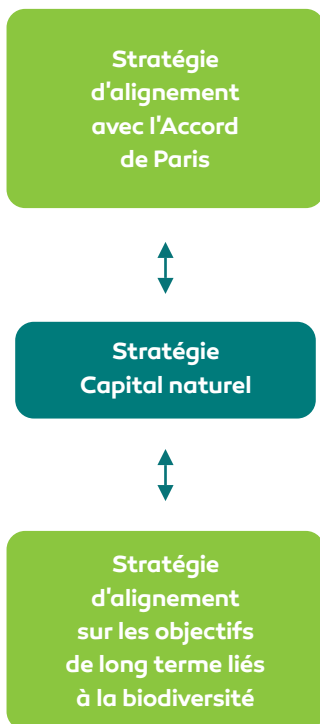 Stratégie
d'alignement
avec l'Accord
de Paris
Stratégie
Capital naturel
Stratégie
d'alignement
sur les objectifs
de long terme liés
à la biodiversité